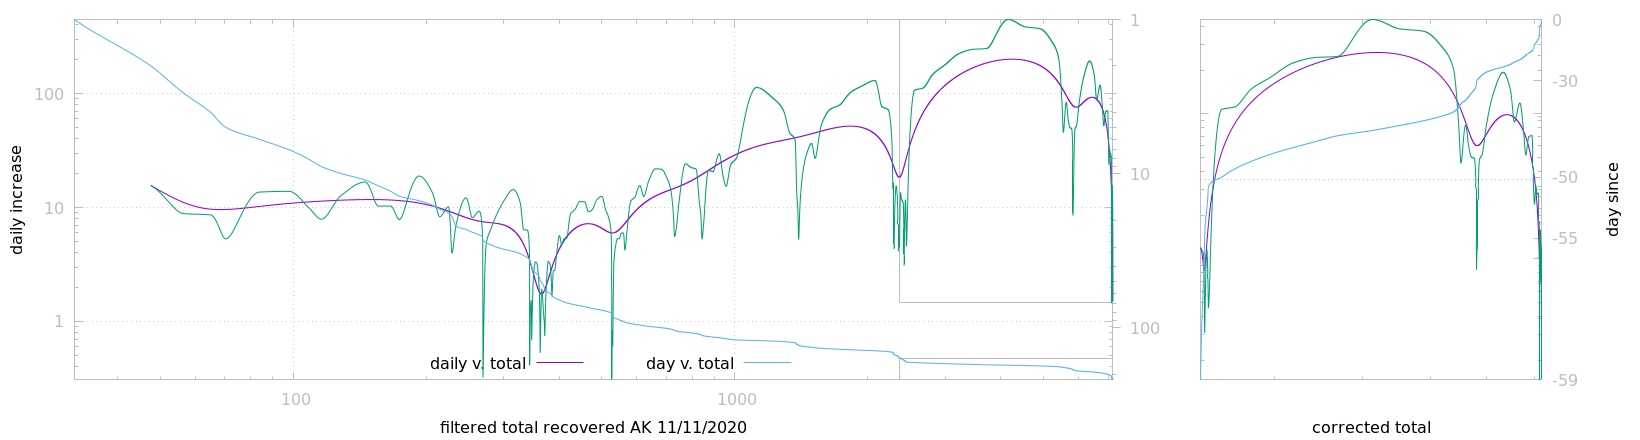 daily increase
100
10
1
100
1000
1
10
100
daily v. total
day v. total
filtered total recovered AK 11/11/2020
0
-30
-50
-55
-59
day since
corrected total